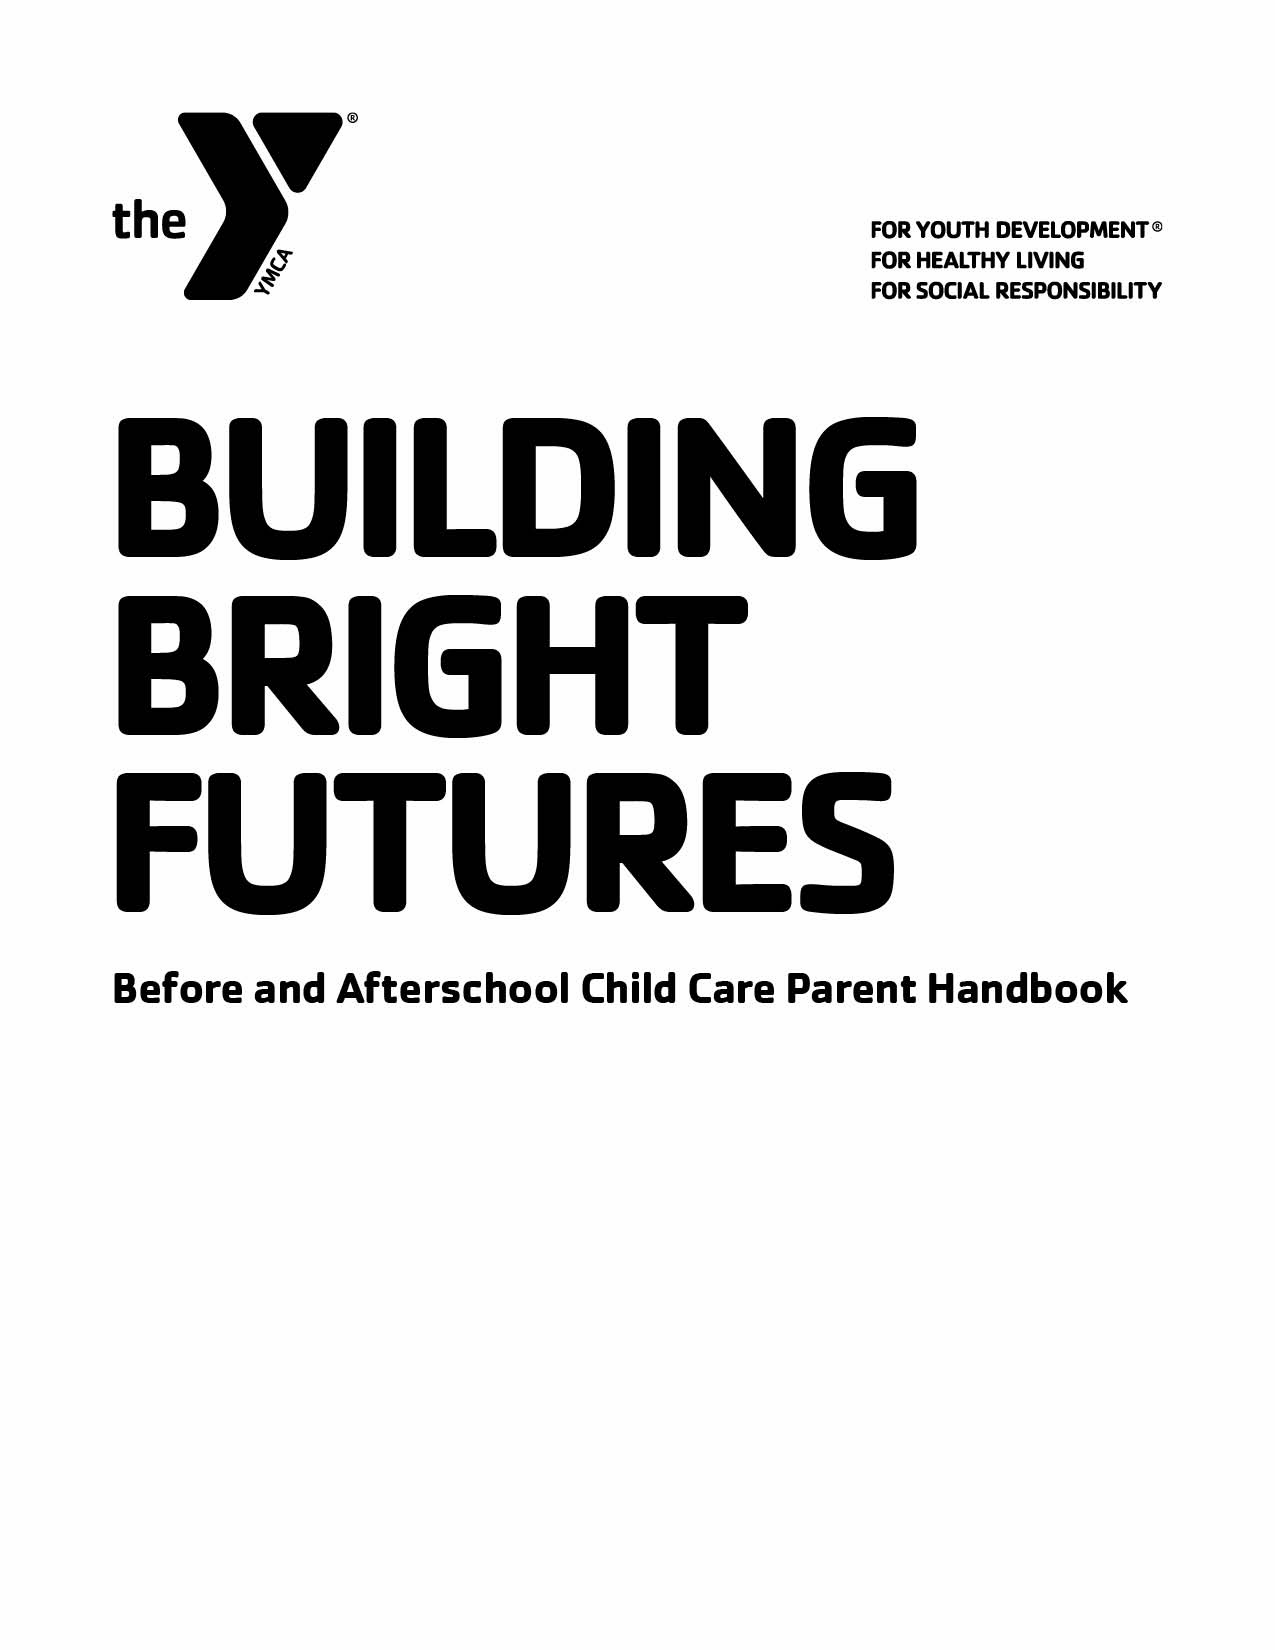 the
YMCA
®
FOR YOUTH DEVELOPMENT®
FOR HEALTHY LIVING
FOR SOCIAL RESPONSIBILITY
BUILDING
BRIGHT
FUTURES
Before and Afterschool Child Care Parent Handbook